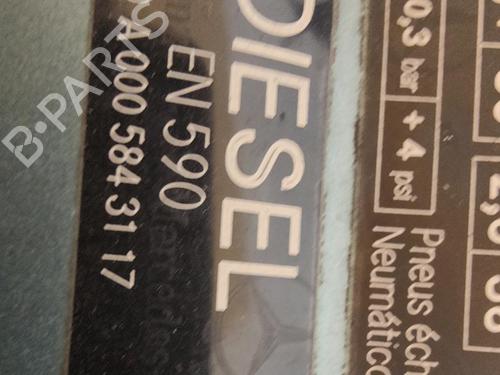 DIESEL
EN 590
A 000 584 31 17
0,3 bar + 4 psi
Pneus éch
Neumático
B-PARTS